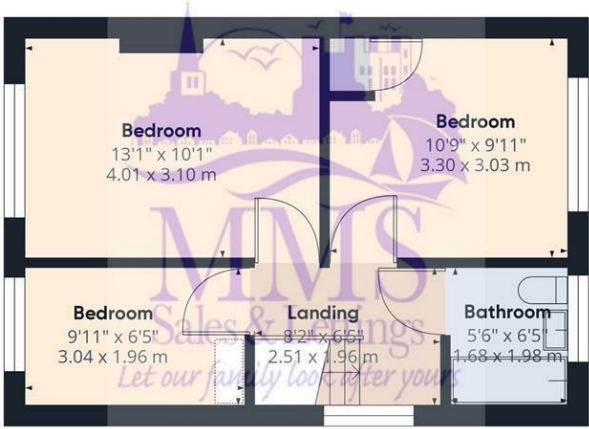 Bedroom
13'1" x 10'1"
4.01 x 3.10 m
Bedroom
10'9" x 9'11"
3.30 x 3.03 m
MMS
Sales & Lettings
Let our family look after yours
Bedroom
9'11" x 6'5"
3.04 x 1.96 m
Landing
8'2" x 6'5"
2.51 x 1.96 m
Bathroom
5'6" x 6'5"
1.68 x 1.98 m